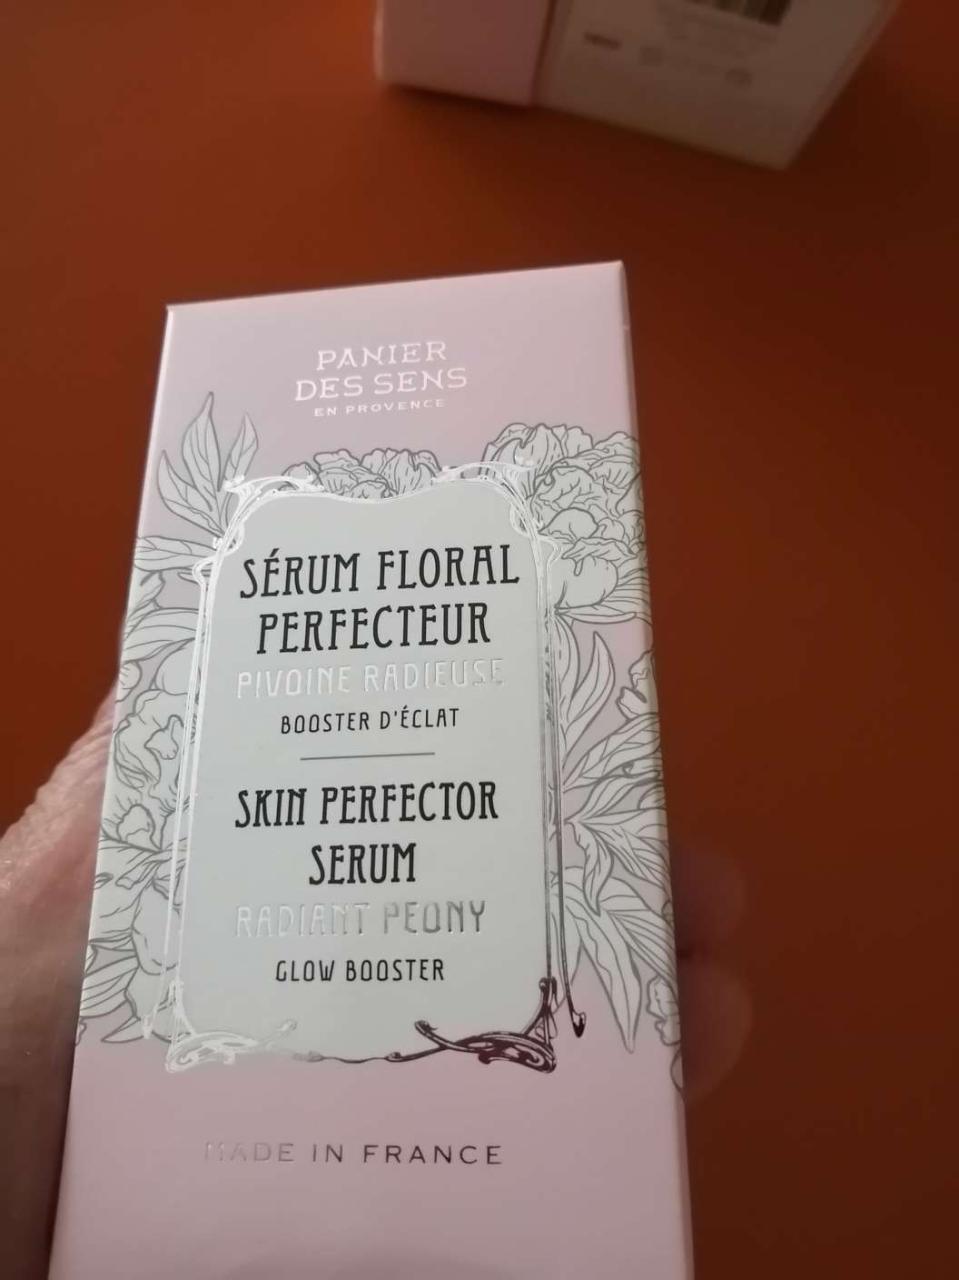 PANIER
DES SENS
EN PROVENCE
SÉRUM FLORAL
PERFECTEUR
PIVOINE RADIEUSE
BOOSTER D'ÉCLAT
SKIN PERFECTOR
SERUM
RADIANT PEONY
GLOW BOOSTER
MADE IN FRANCE